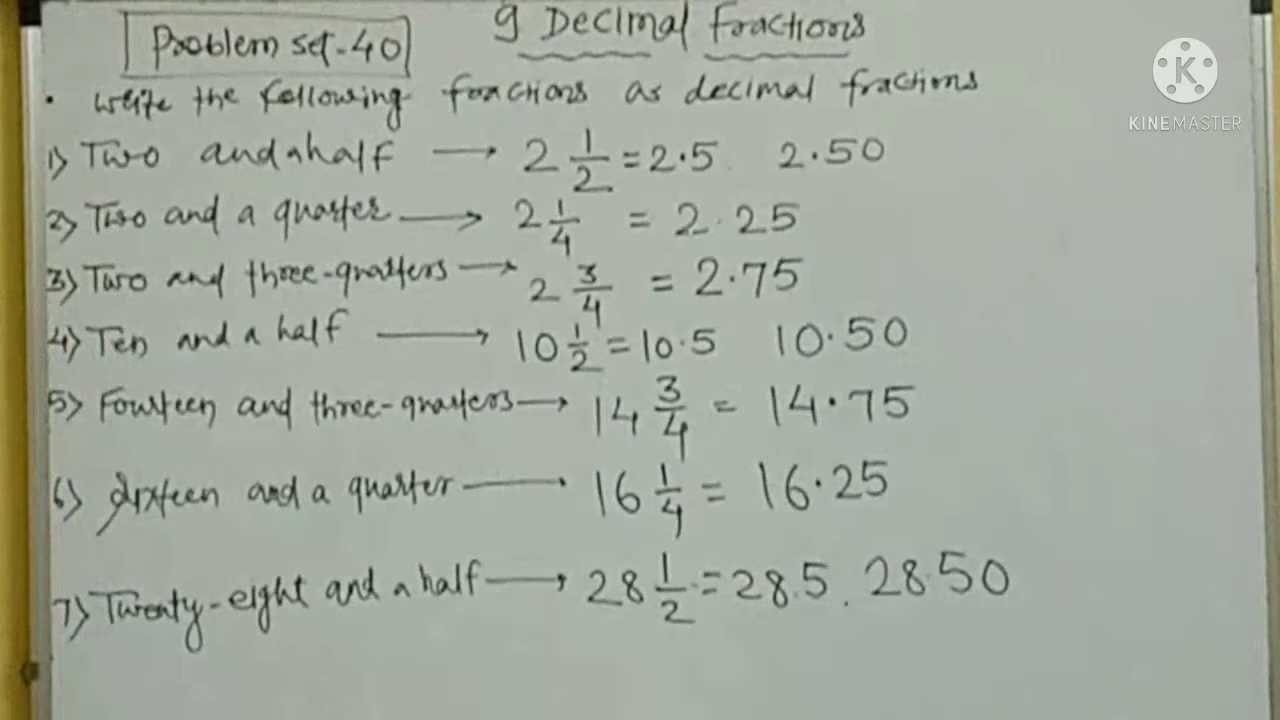 9 Decimal Fractions
Problem set-40
K
KINEMASTER
• Write the following fractions as decimal fractions
1) Two and a half → 2 1/2 = 2.5 2.50
2) Two and a quarter → 2 1/4 = 2.25
3) Two and three-quarters → 2 3/4 = 2.75
4) Ten and a half → 10 1/2 = 10.5 10.50
5) Fourteen and three-quarters → 14 3/4 = 14.75
6) Sixteen and a quarter → 16 1/4 = 16.25
7) Twenty-eight and a half → 28 1/2 = 28.5. 28.50